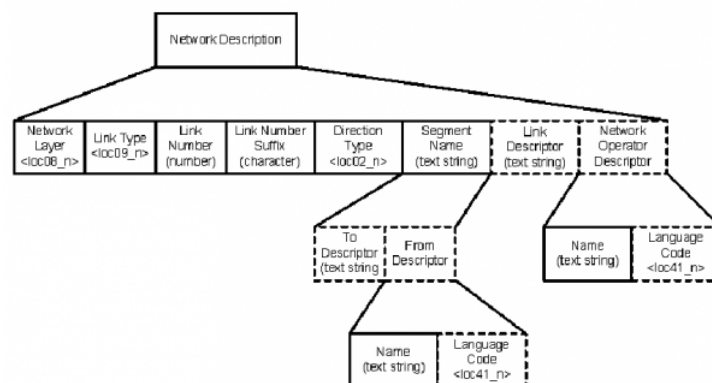 Network Description
Network
Layer
<loc08_n>
Link Type
<loc09_n>
Link
Number
(number)
Link Number
Suffix
(character)
Direction
Type
<loc02_n>
Segment
Name
(text string)
Link
Descriptor
(text string)
Network
Operator
Descriptor
To
Descriptor
(text string
From
Descriptor
Name
(text string)
Language
Code
<loc41_n>
Name
(text string)
Language
Code
<loc41_n>